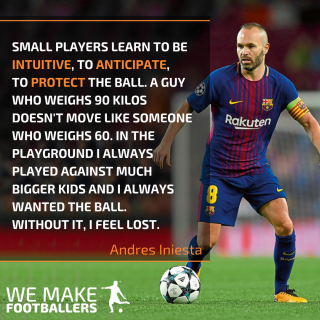 SMALL PLAYERS LEARN TO BE
INTUITIVE, TO ANTICIPATE,
TO PROTECT THE BALL. A GUY
WHO WEIGHS 90 KILOS
DOESN'T MOVE LIKE SOMEONE
WHO WEIGHS 60. IN THE
PLAYGROUND I ALWAYS
PLAYED AGAINST MUCH
BIGGER KIDS AND I ALWAYS
WANTED THE BALL.
WITHOUT IT, I FEEL LOST.
Andres Iniesta
Rakuten
8
WE MAKE
FOOTBALLERS